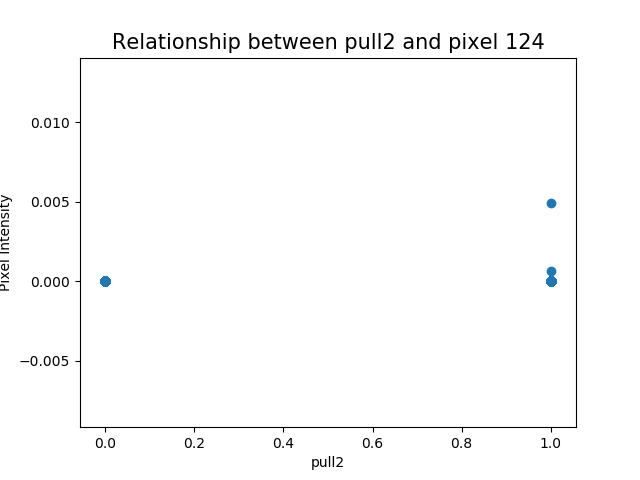 Relationship between pull2 and pixel 124
Pixel Intensity
0.010
0.005
0.000
−0.005
0.0 0.2 0.4 0.6 0.8 1.0
pull2